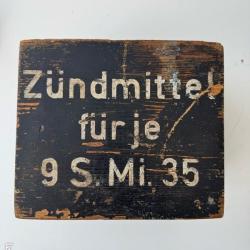 Zündmittel
für je
9 S. Mi. 35